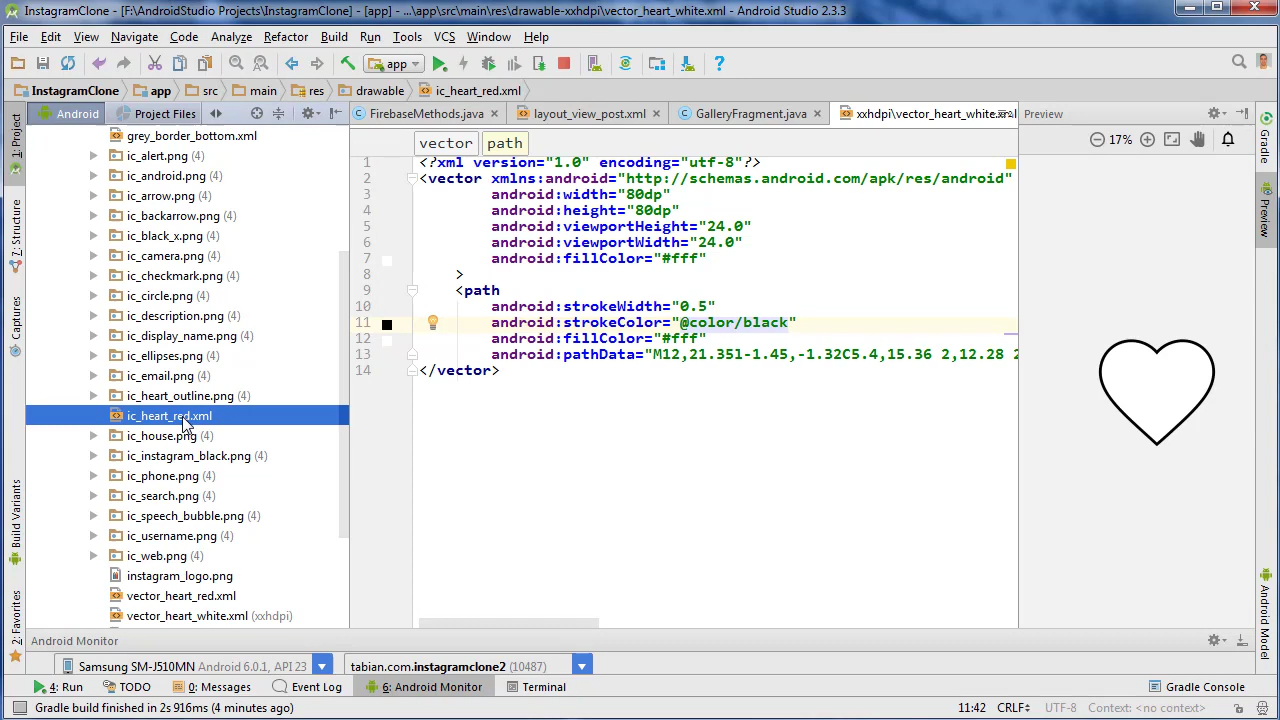 InstagramClone - [F:\AndroidStudio Projects\InstagramClone] - [app] - ...\app\src\main\res\drawable-xxhdpi\vector_heart_white.xml - Android Studio 2.3.3
File Edit View Navigate Code Analyze Refactor Build Run Tools VCS Window Help
app
InstagramClone app src main res drawable ic_heart_red.xml
Android Project Files FirebaseMethods.java layout_view_post.xml GalleryFragment.java xxhdpi\vector_heart_white.xml Preview
vector path 17%
grey_border_bottom.xml
ic_alert.png (4)
ic_android.png (4)
ic_arrow.png (4)
ic_backarrow.png (4)
ic_black_x.png (4)
ic_camera.png (4)
ic_checkmark.png (4)
ic_circle.png (4)
ic_description.png (4)
ic_display_name.png (4)
ic_ellipses.png (4)
ic_email.png (4)
ic_heart_outline.png (4)
ic_heart_red.xml
ic_house.png (4)
ic_instagram_black.png (4)
ic_phone.png (4)
ic_search.png (4)
ic_speech_bubble.png (4)
ic_username.png (4)
ic_web.png (4)
instagram_logo.png
vector_heart_red.xml
vector_heart_white.xml (xxhdpi)
1 <?xml version="1.0" encoding="utf-8"?>
2 <vector xmlns:android="http://schemas.android.com/apk/res/android"
3 android:width="80dp"
4 android:height="80dp"
5 android:viewportHeight="24.0"
6 android:viewportWidth="24.0"
7 android:fillColor="#fff"
8 >
9 <path
10 android:strokeWidth="0.5"
11 android:strokeColor="@color/black"
12 android:fillColor="#fff"
13 android:pathData="M12,21.35l-1.45,-1.32C5.4,15.36 2,12.28 2
14 </vector>
1: Project
7: Structure
Captures
Build Variants
2: Favorites
Gradle
Preview
Android Model
Android Monitor
Samsung SM-J510MN Android 6.0.1, API 23 tabian.com.instagramclone2 (10487)
4: Run TODO 0: Messages Event Log 6: Android Monitor Terminal Gradle Console
Gradle build finished in 2s 916ms (4 minutes ago) 11:42 CRLF UTF-8 Context: <no context>